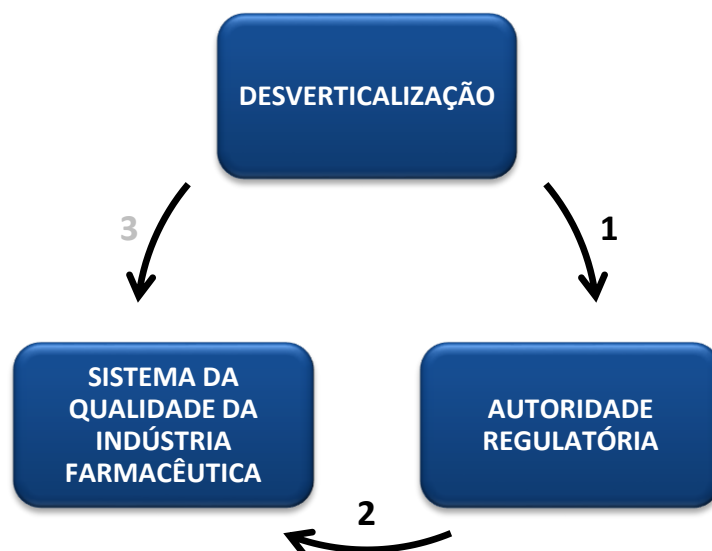 DESVERTICALIZAÇÃO
3
1
SISTEMA DA
QUALIDADE DA
INDÚSTRIA
FARMACÊUTICA
AUTORIDADE
REGULATÓRIA
2